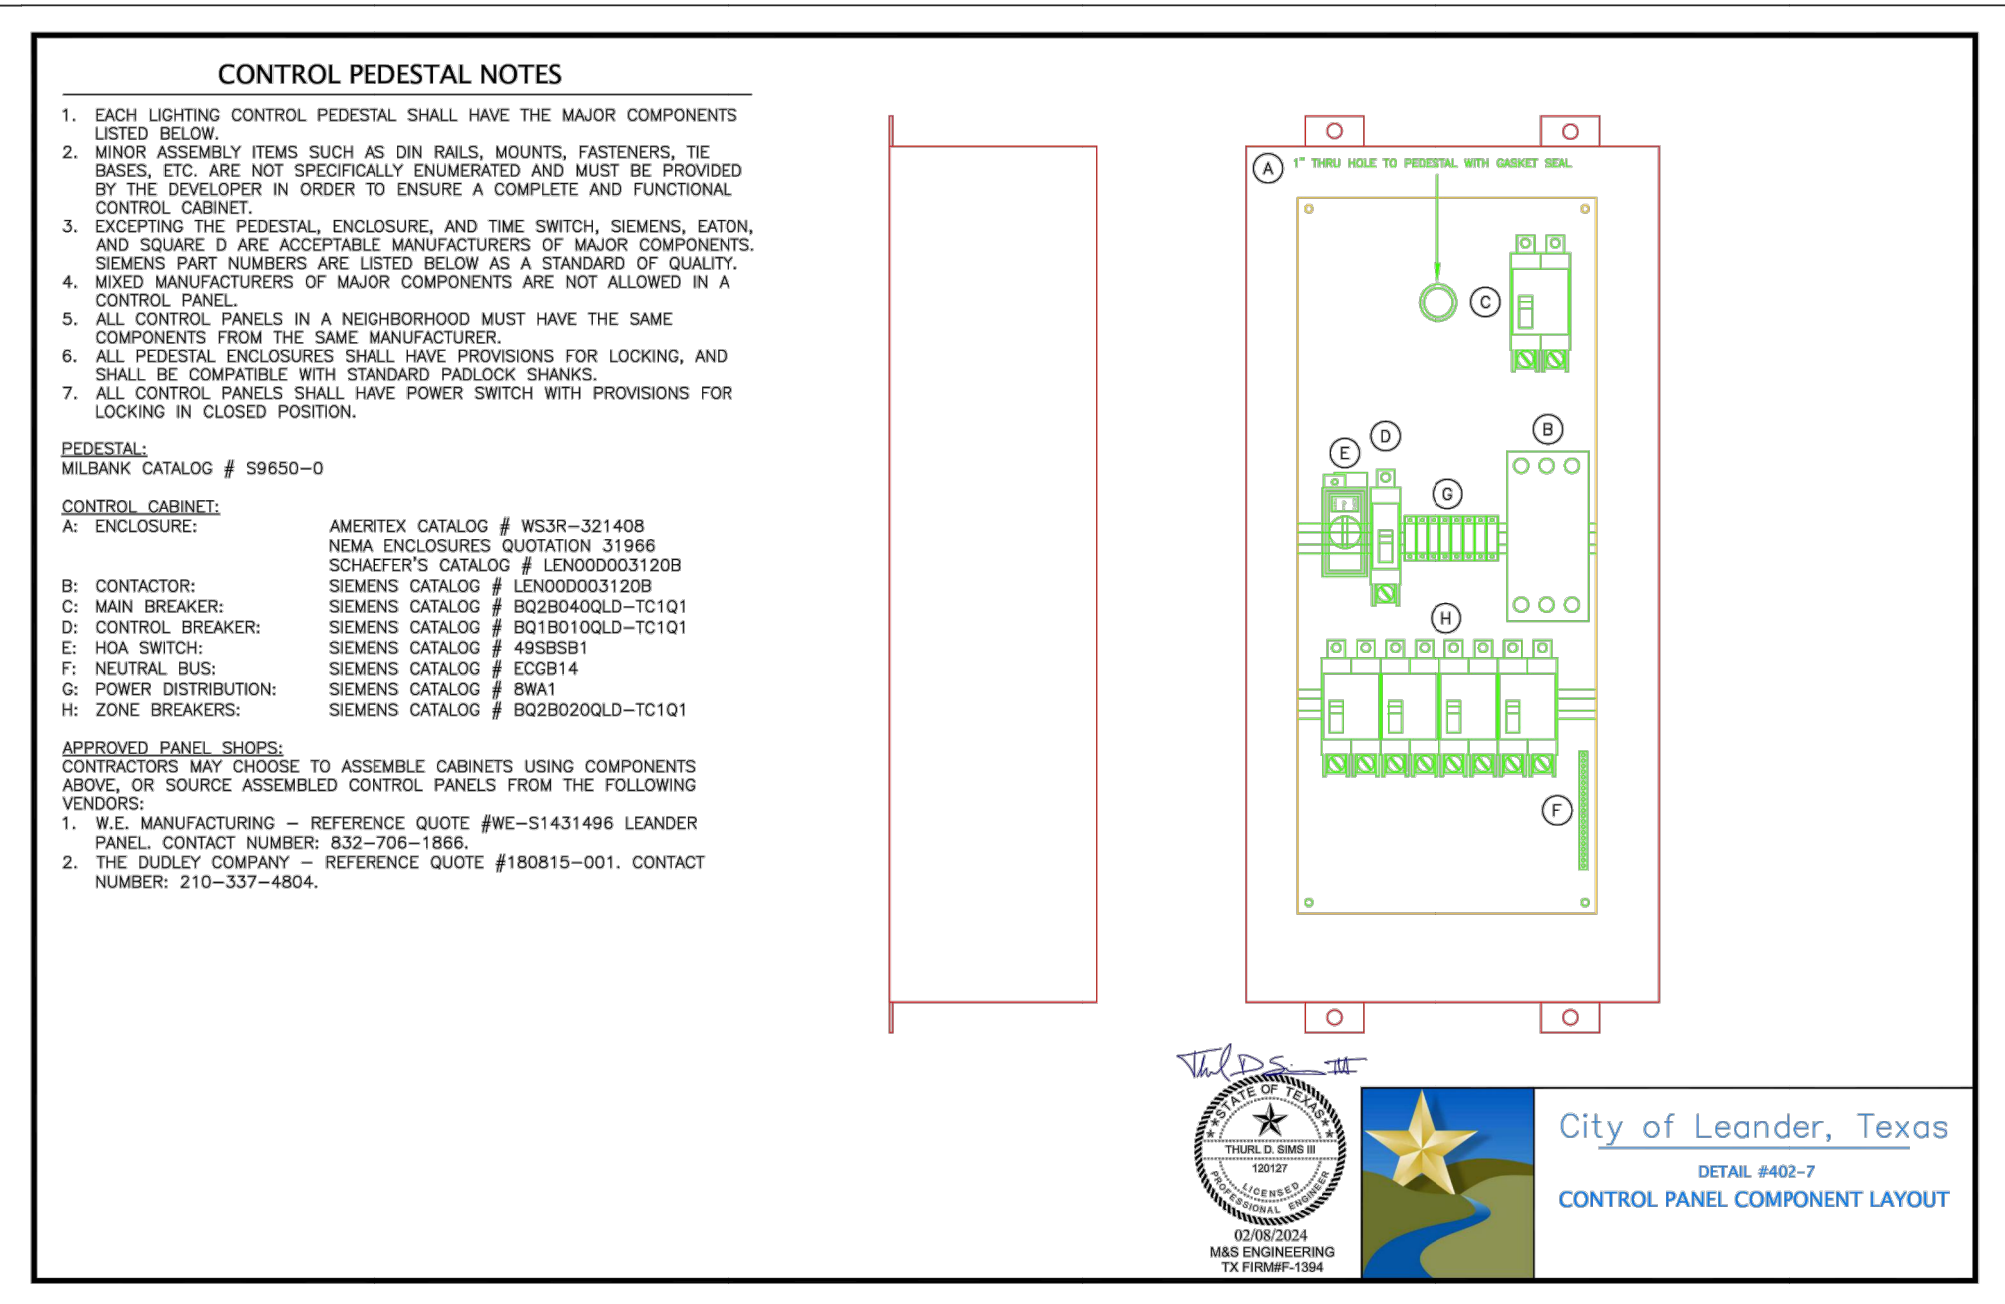 CONTROL PEDESTAL NOTES
1. EACH LIGHTING CONTROL PEDESTAL SHALL HAVE THE MAJOR COMPONENTS
LISTED BELOW.
2. MINOR ASSEMBLY ITEMS SUCH AS DIN RAILS, MOUNTS, FASTENERS, TIE
BASES, ETC. ARE NOT SPECIFICALLY ENUMERATED AND MUST BE PROVIDED
BY THE DEVELOPER IN ORDER TO ENSURE A COMPLETE AND FUNCTIONAL
CONTROL CABINET.
3. EXCEPTING THE PEDESTAL, ENCLOSURE, AND TIME SWITCH, SIEMENS, EATON,
AND SQUARE D ARE ACCEPTABLE MANUFACTURERS OF MAJOR COMPONENTS.
SIEMENS PART NUMBERS ARE LISTED BELOW AS A STANDARD OF QUALITY.
4. MIXED MANUFACTURERS OF MAJOR COMPONENTS ARE NOT ALLOWED IN A
CONTROL PANEL.
5. ALL CONTROL PANELS IN A NEIGHBORHOOD MUST HAVE THE SAME
COMPONENTS FROM THE SAME MANUFACTURER.
6. ALL PEDESTAL ENCLOSURES SHALL HAVE PROVISIONS FOR LOCKING, AND
SHALL BE COMPATIBLE WITH STANDARD PADLOCK SHANKS.
7. ALL CONTROL PANELS SHALL HAVE POWER SWITCH WITH PROVISIONS FOR
LOCKING IN CLOSED POSITION.
PEDESTAL:
MILBANK CATALOG # S9650-0
CONTROL CABINET:
A: ENCLOSURE: AMERITEX CATALOG # WS3R-321408
NEMA ENCLOSURES QUOTATION 31966
SCHAEFER'S CATALOG # LEN00D003120B
B: CONTACTOR: SIEMENS CATALOG # LEN00D003120B
C: MAIN BREAKER: SIEMENS CATALOG # BQ2B040QLD-TC1Q1
D: CONTROL BREAKER: SIEMENS CATALOG # BQ1B010QLD-TC1Q1
E: HOA SWITCH: SIEMENS CATALOG # 49SBSB1
F: NEUTRAL BUS: SIEMENS CATALOG # ECGB14
G: POWER DISTRIBUTION: SIEMENS CATALOG # 8WA1
H: ZONE BREAKERS: SIEMENS CATALOG # BQ2B020QLD-TC1Q1
APPROVED PANEL SHOPS:
CONTRACTORS MAY CHOOSE TO ASSEMBLE CABINETS USING COMPONENTS
ABOVE, OR SOURCE ASSEMBLED CONTROL PANELS FROM THE FOLLOWING
VENDORS:
1. W.E. MANUFACTURING – REFERENCE QUOTE #WE-S1431496 LEANDER
PANEL. CONTACT NUMBER: 832-706-1866.
2. THE DUDLEY COMPANY – REFERENCE QUOTE #180815-001. CONTACT
NUMBER: 210-337-4804.
A
1" THRU HOLE TO PEDESTAL WITH GASKET SEAL
C
B
D
E
G
H
F
STATE OF TEXAS
THURL D. SIMS III
120127
LICENSED
PROFESSIONAL ENGINEER
02/08/2024
M&S ENGINEERING
TX FIRM#F-1394
City of Leander, Texas
DETAIL #402-7
CONTROL PANEL COMPONENT LAYOUT